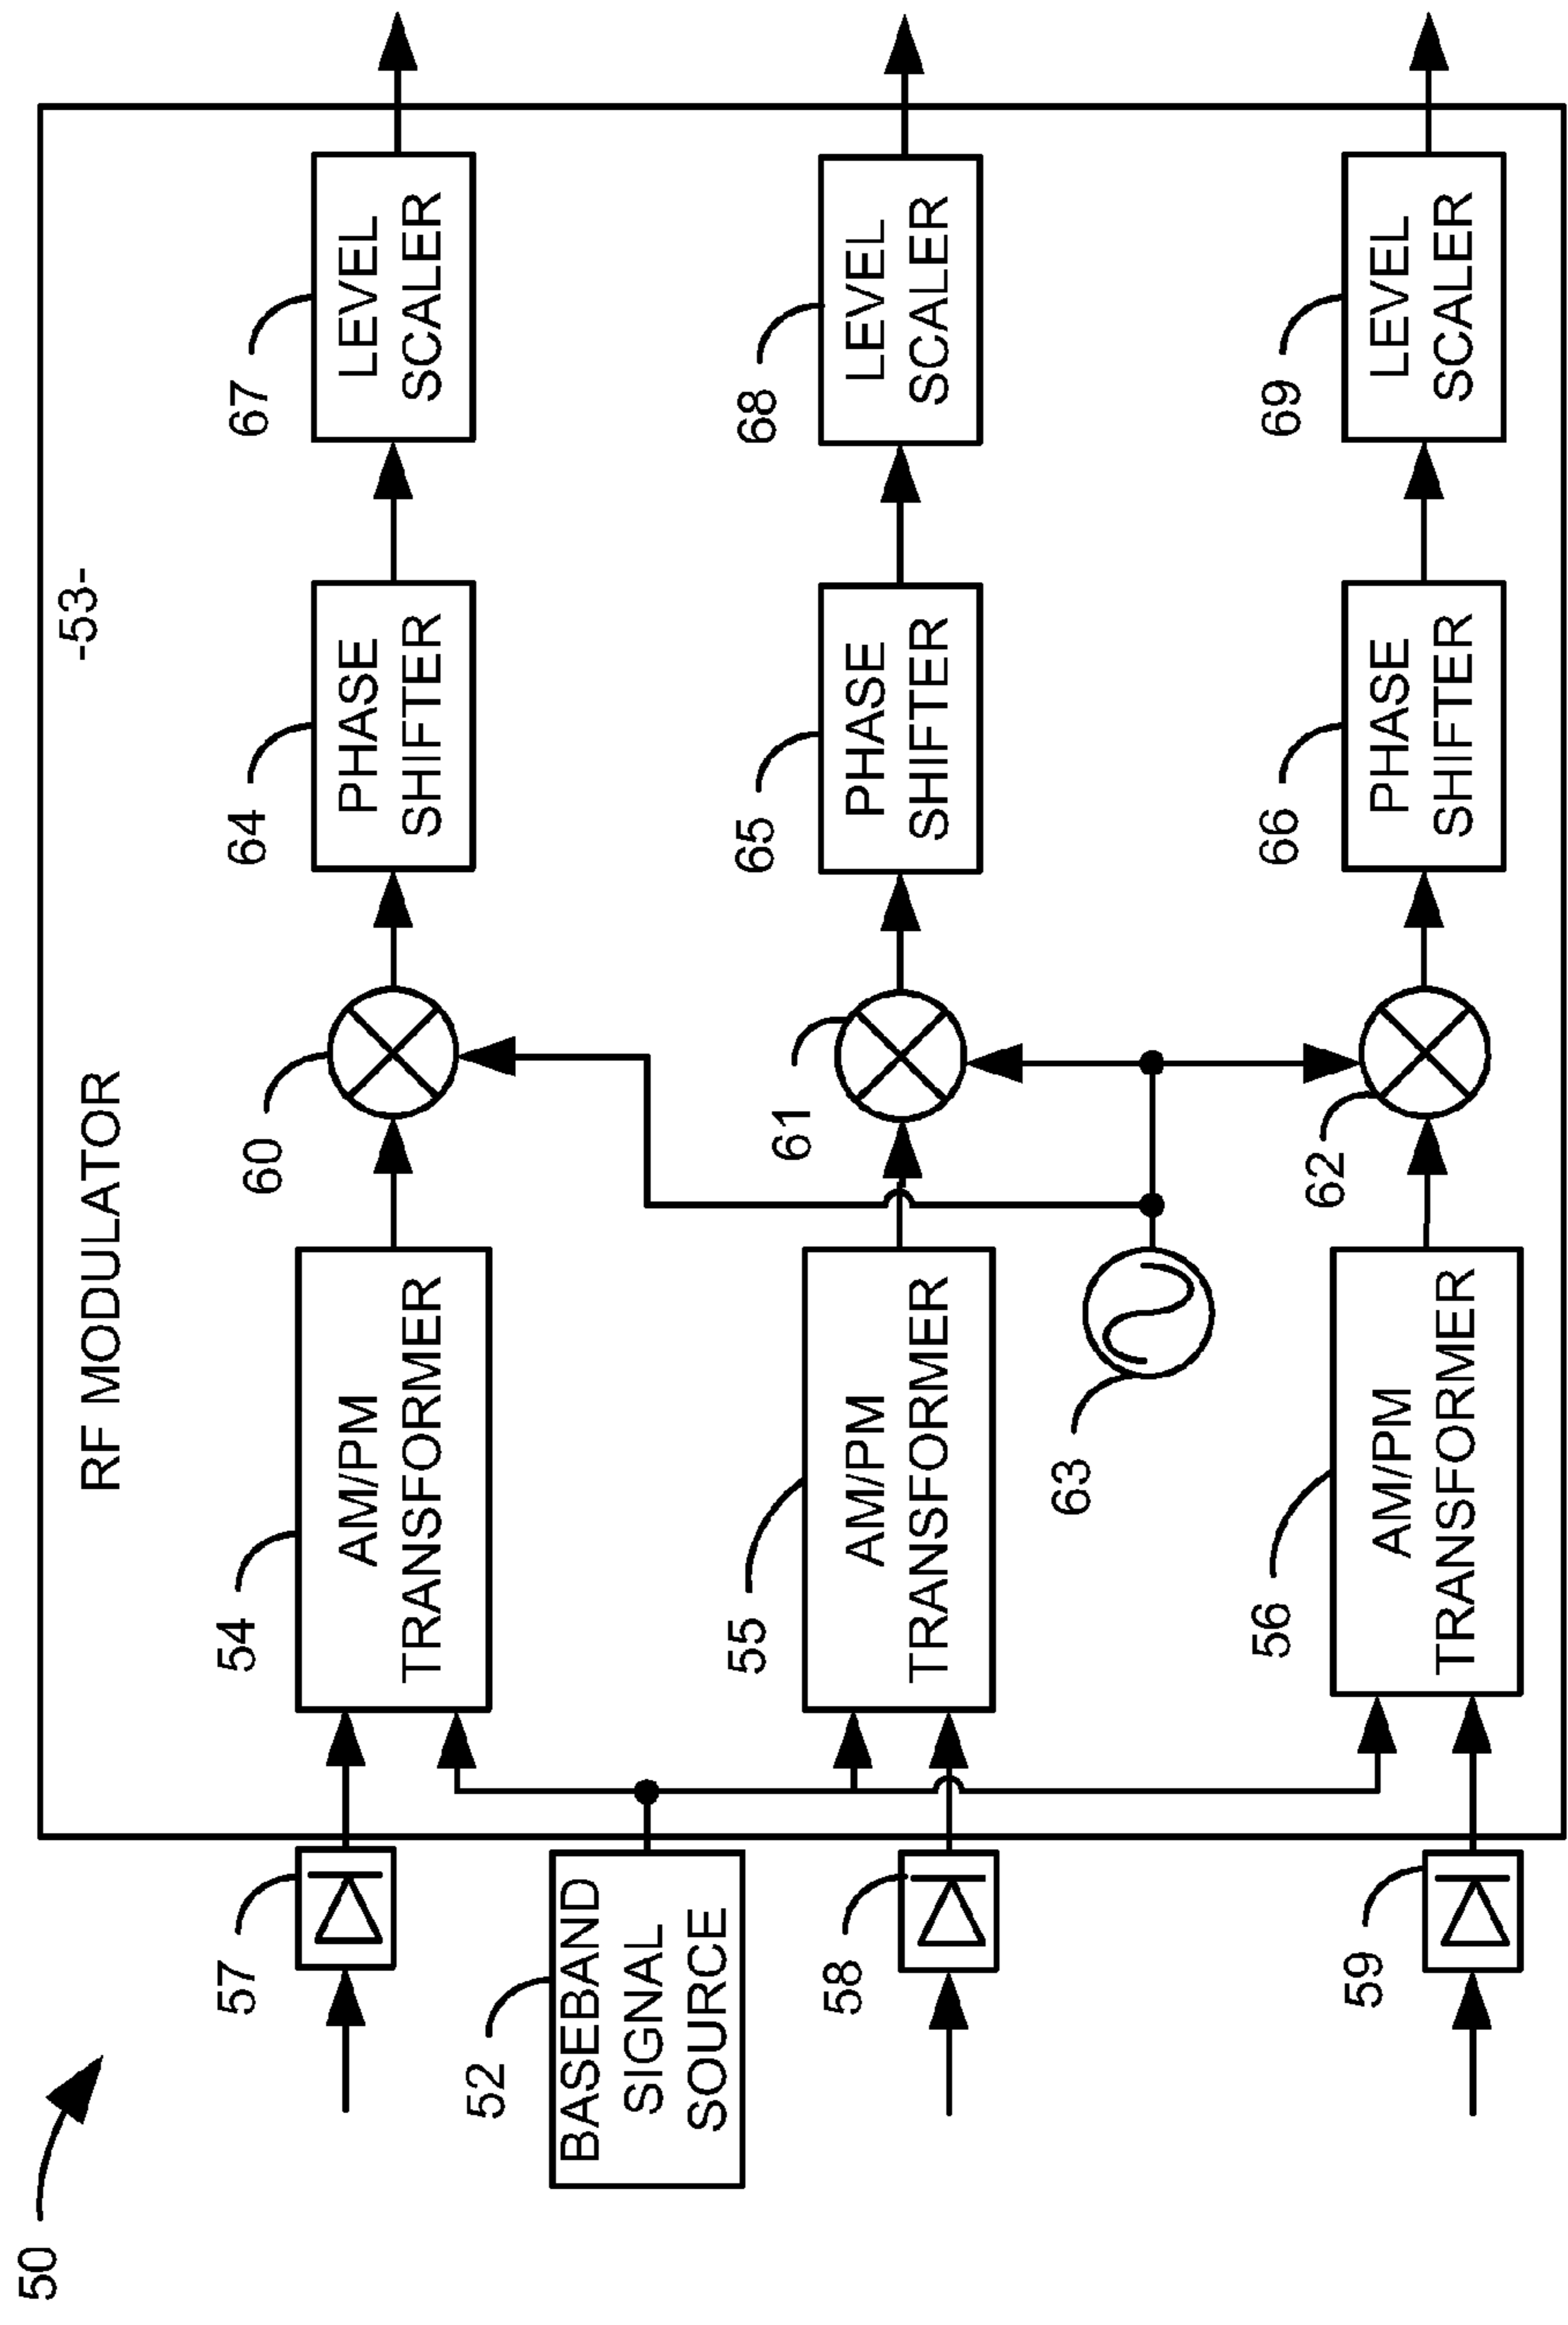 50
RF MODULATOR
-53-
57
54
AM/PM
TRANSFORMER
60
64
PHASE
SHIFTER
67
LEVEL
SCALER
52
BASEBAND
SIGNAL
SOURCE
58
55
AM/PM
TRANSFORMER
61
65
PHASE
SHIFTER
68
LEVEL
SCALER
63
59
56
AM/PM
TRANSFORMER
62
66
PHASE
SHIFTER
69
LEVEL
SCALER